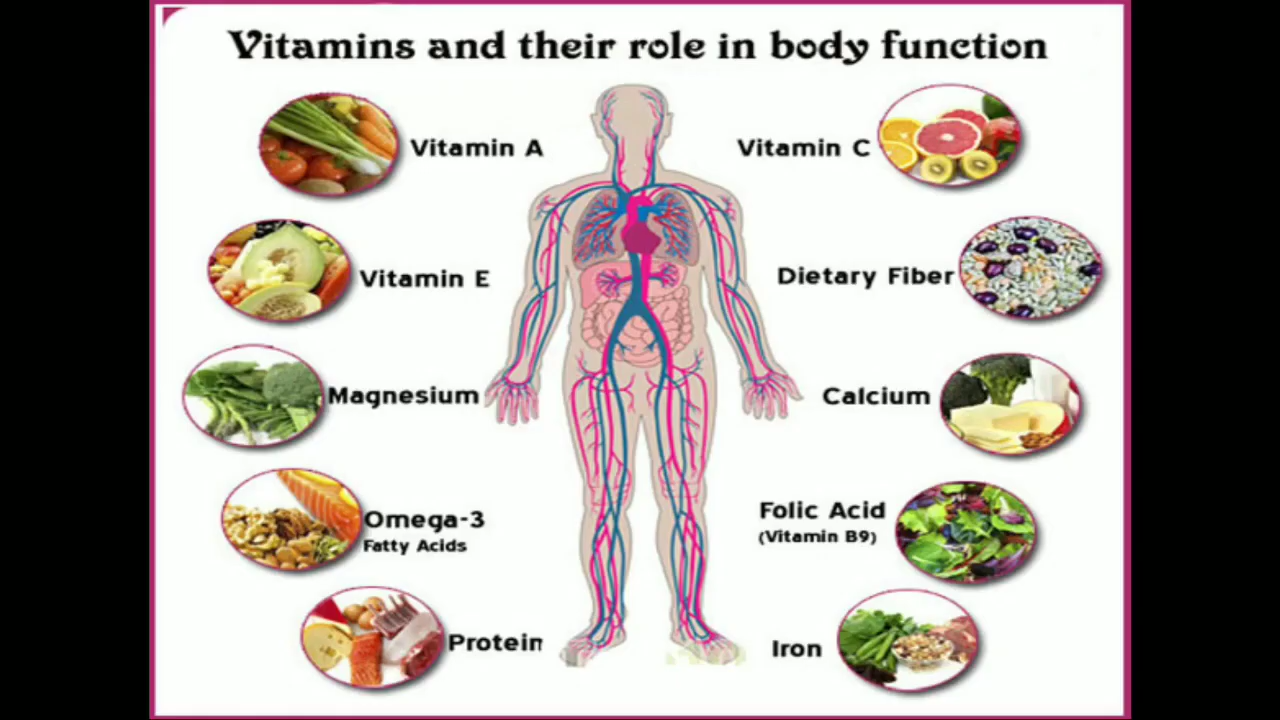 Vitamins and their role in body function
Vitamin A
Vitamin C
Vitamin E
Dietary Fiber
Magnesium
Calcium
Omega-3
Fatty Acids
Folic Acid
(Vitamin B9)
Protein
Iron